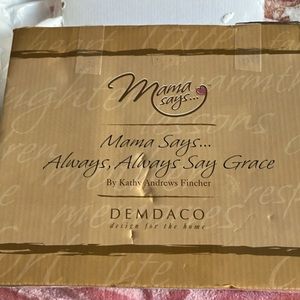 Mama
says...
Mama Says...
Always, Always Say Grace
By Kathy Andrews Fincher
DEMDACO
design for the home